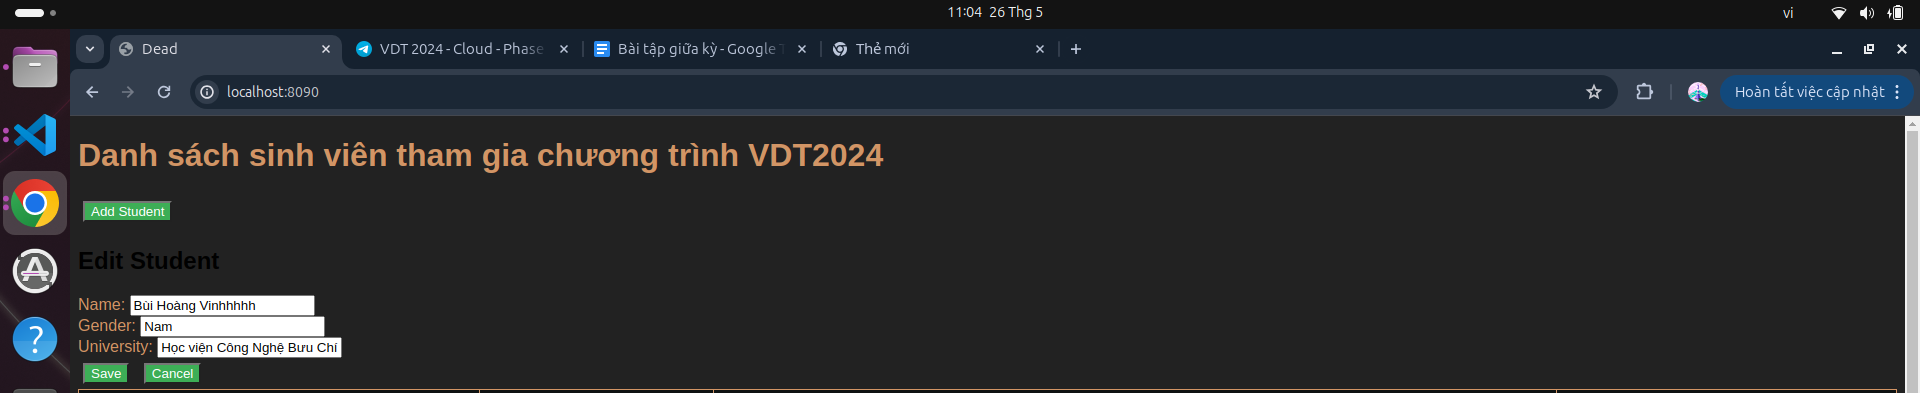 11:04 26 Thg 5
vi
Dead
VDT 2024 - Cloud - Phase
Bài tập giữa kỳ - Google T
Thẻ mới
localhost:8090
Hoàn tất việc cập nhật
Danh sách sinh viên tham gia chương trình VDT2024
Add Student
Edit Student
Name: Bùi Hoàng Vinhhhhh
Gender: Nam
University: Học viện Công Nghệ Bưu Chí
Save Cancel